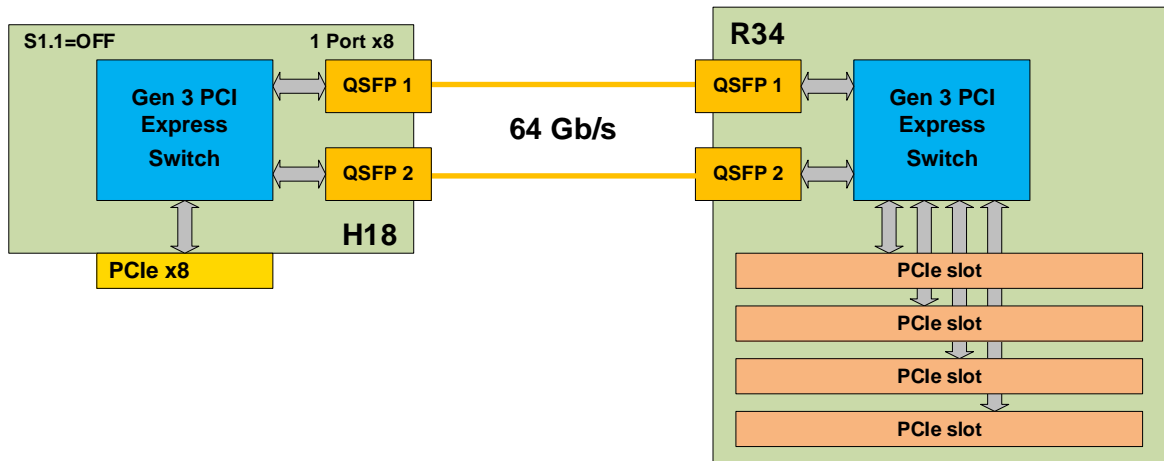 S1.1=OFF
1 Port x8
Gen 3 PCI
Express
Switch
QSFP 1
QSFP 2
H18
PCIe x8
64 Gb/s
R34
QSFP 1
QSFP 2
Gen 3 PCI
Express
Switch
PCIe slot
PCIe slot
PCIe slot
PCIe slot